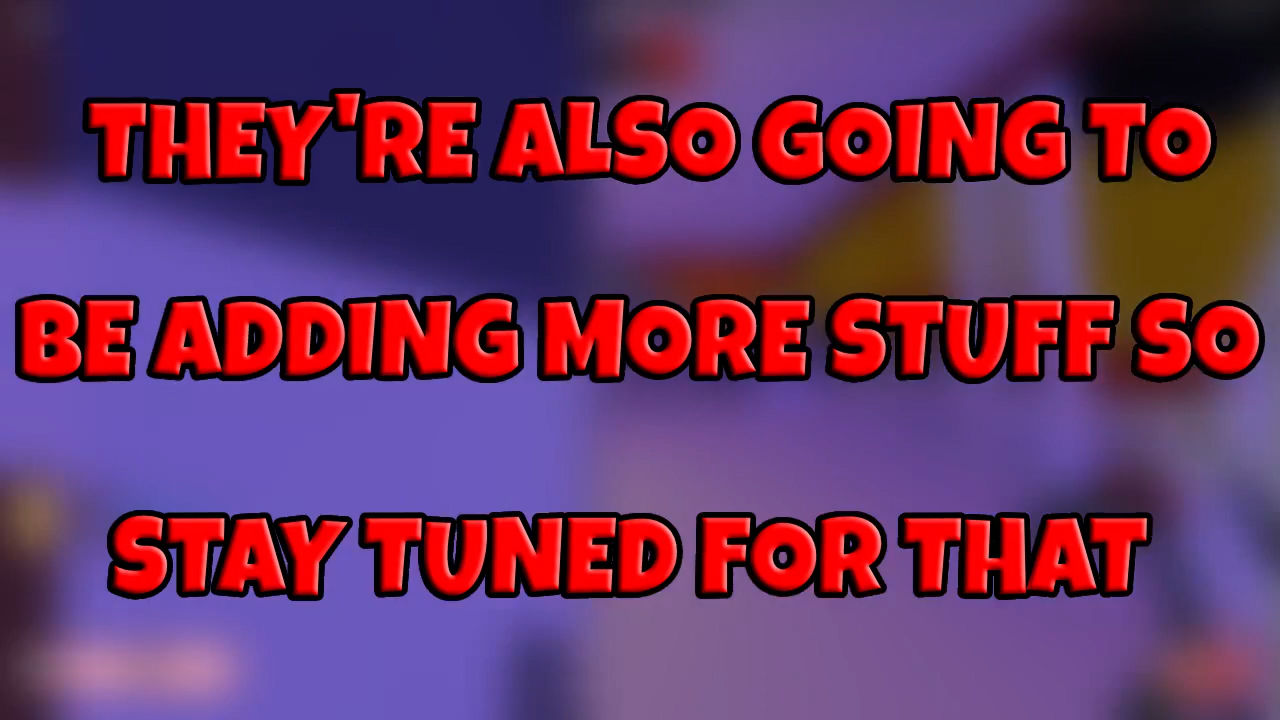 THEY'RE ALSO GOING TO
BE ADDING MORE STUFF SO
STAY TUNED FOR THAT